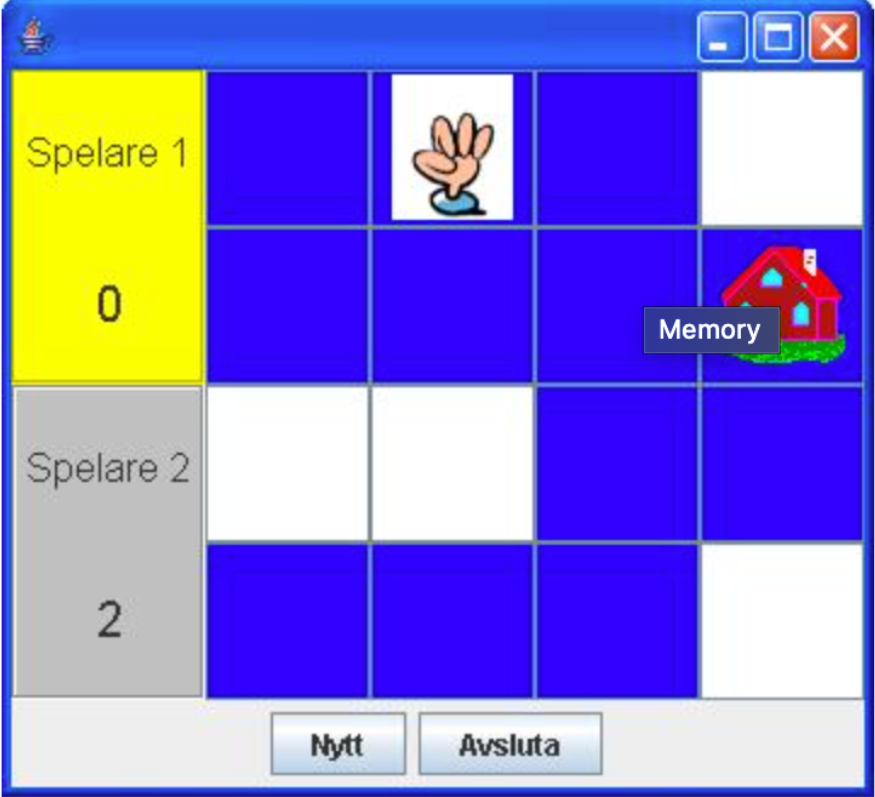 Spelare 1
0
Memory
Spelare 2
2
Nytt
Avsluta